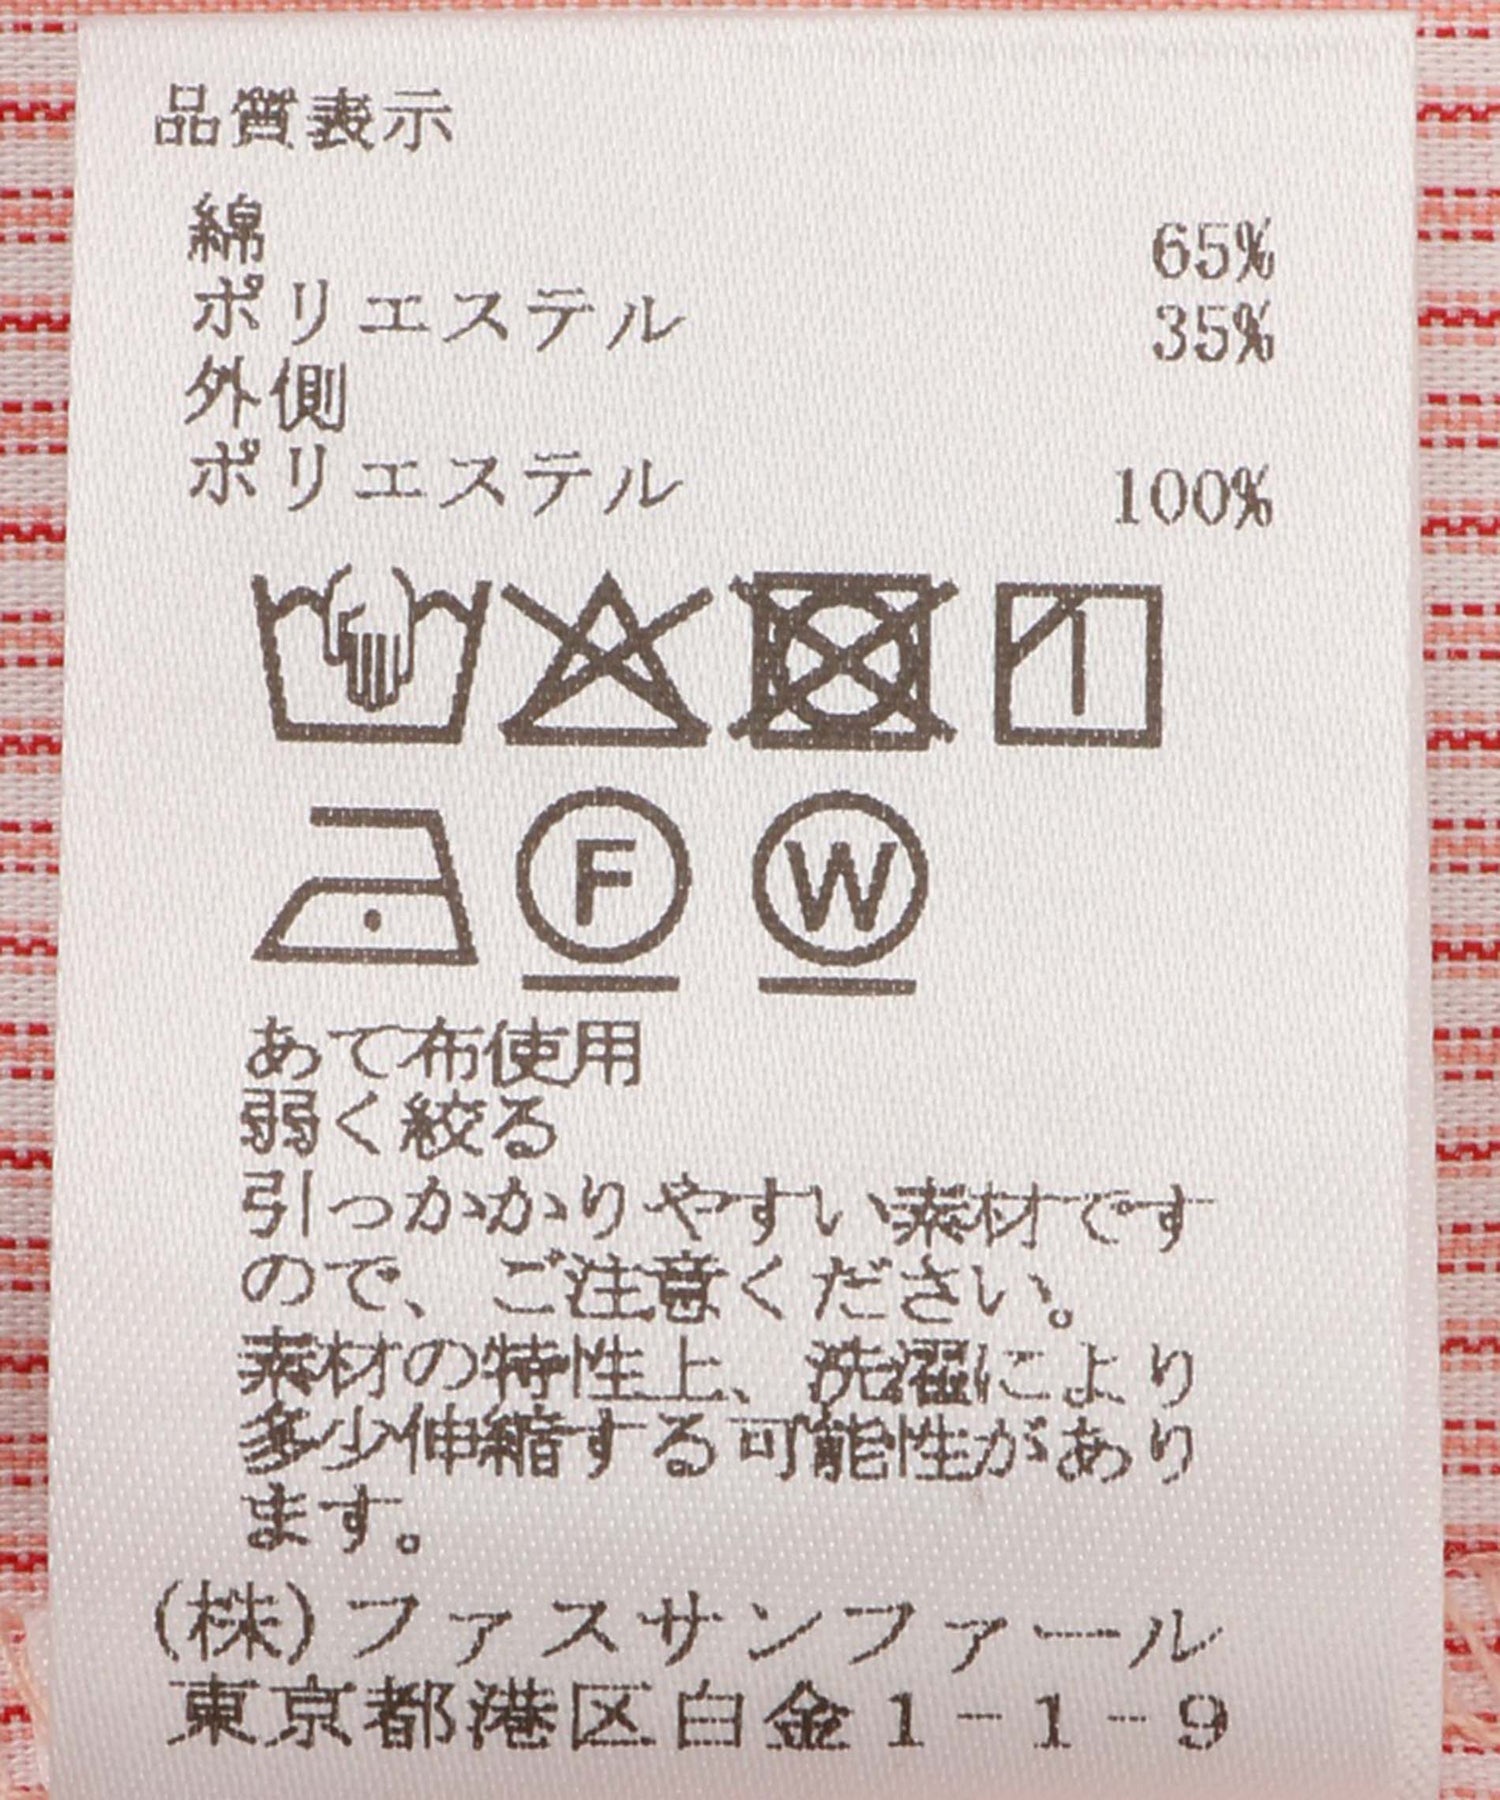 品質表示
綿 65%
ポリエステル 35%
外側
ポリエステル 100%
F W
あて布使用
弱く絞る
引っかかりやすい素材です
ので、ご注意ください。
素材の特性上、洗濯により
多少伸縮する可能性があり
ます。
(株)ファスサンファール
東京都港区白金1-1-9